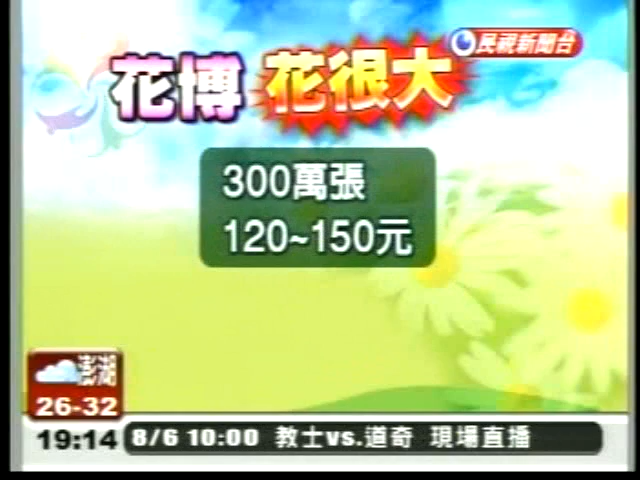 民視新聞台
花博 花很大
300萬張
120~150元
澎湖
26-32
19:14 8/6 10:00 教士vs.道奇 現場直播